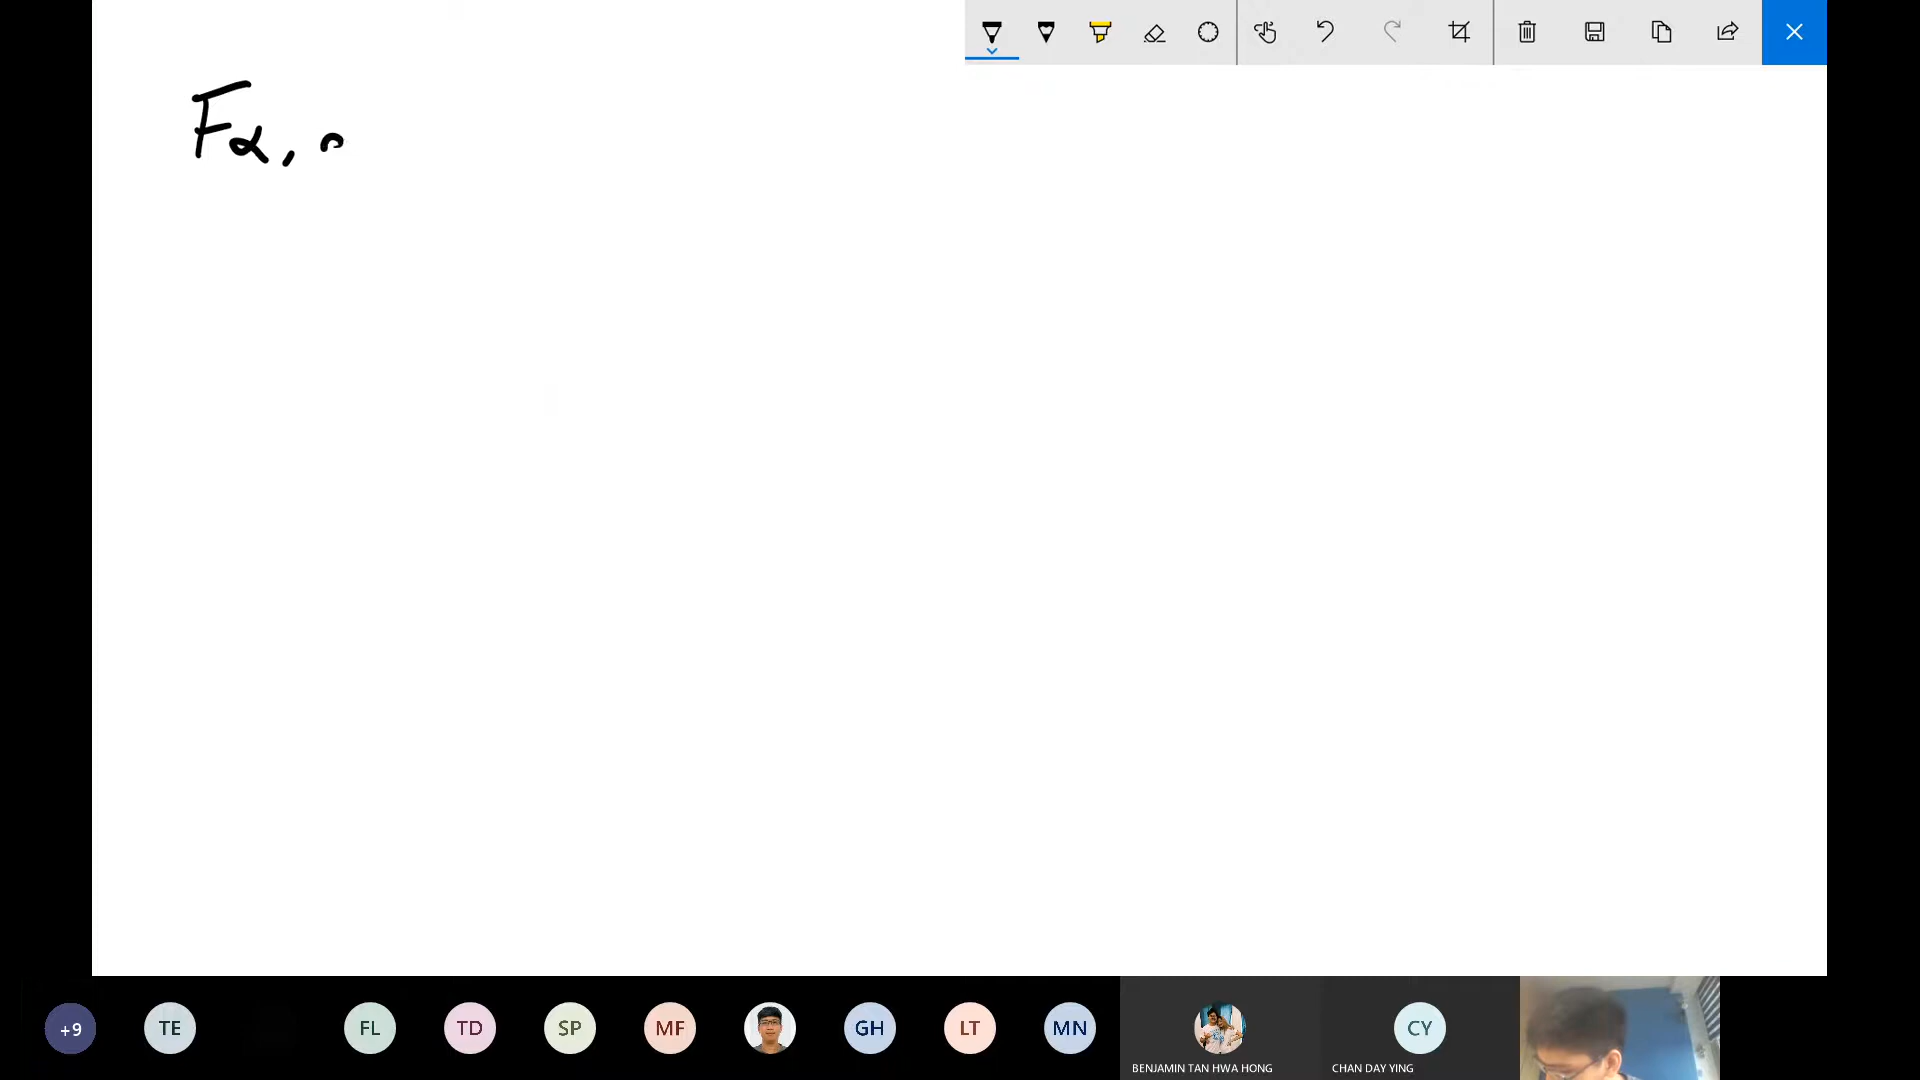 Fα,
+9 TE FL TD SP MF GH LT MN CY
BENJAMIN TAN HWA HONG CHAN DAY YING